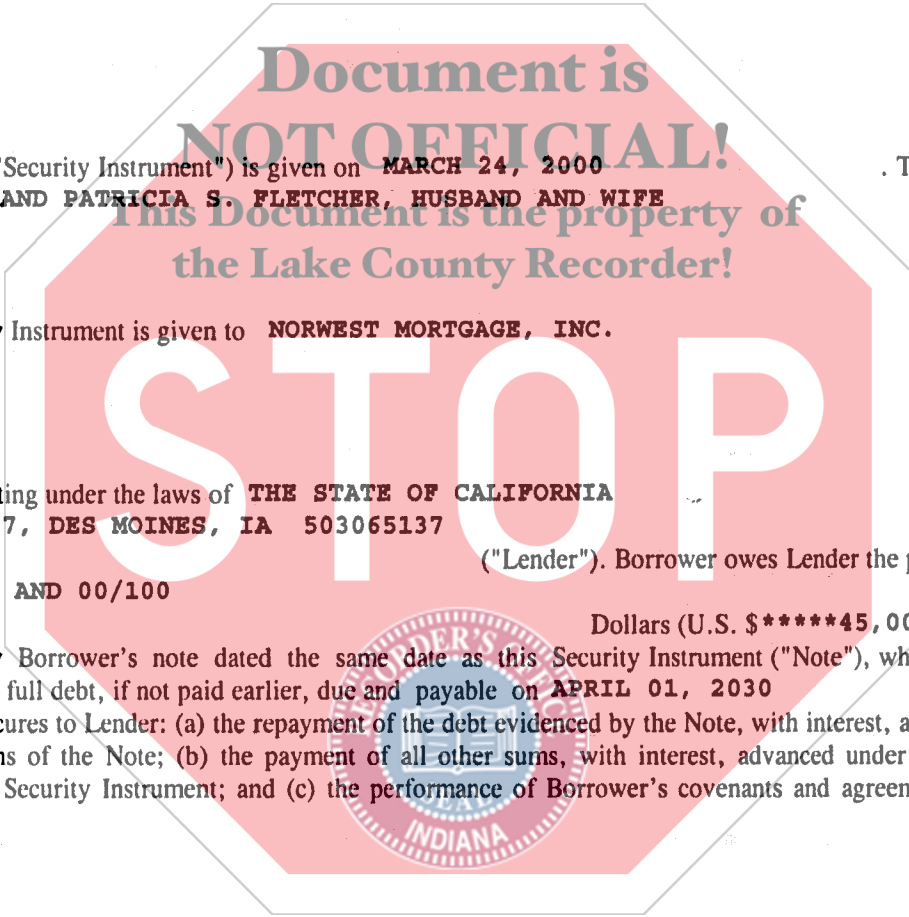 Document is
NOT OFFICIAL!
"Security Instrument") is given on MARCH 24, 2000 . T
AND PATRICIA S. FLETCHER, HUSBAND AND WIFE
This Document is the property of
the Lake County Recorder!
Instrument is given to NORWEST MORTGAGE, INC.
STOP
ting under the laws of THE STATE OF CALIFORNIA
7, DES MOINES, IA 503065137
("Lender"). Borrower owes Lender the p
AND 00/100
Dollars (U.S. $*****45,00
Borrower's note dated the same date as this Security Instrument ("Note"), wh
full debt, if not paid earlier, due and payable on APRIL 01, 2030
cures to Lender: (a) the repayment of the debt evidenced by the Note, with interest, a
ns of the Note; (b) the payment of all other sums, with interest, advanced under
Security Instrument; and (c) the performance of Borrower's covenants and agreen
RECORDER'S OFFICE
SEAL
INDIANA